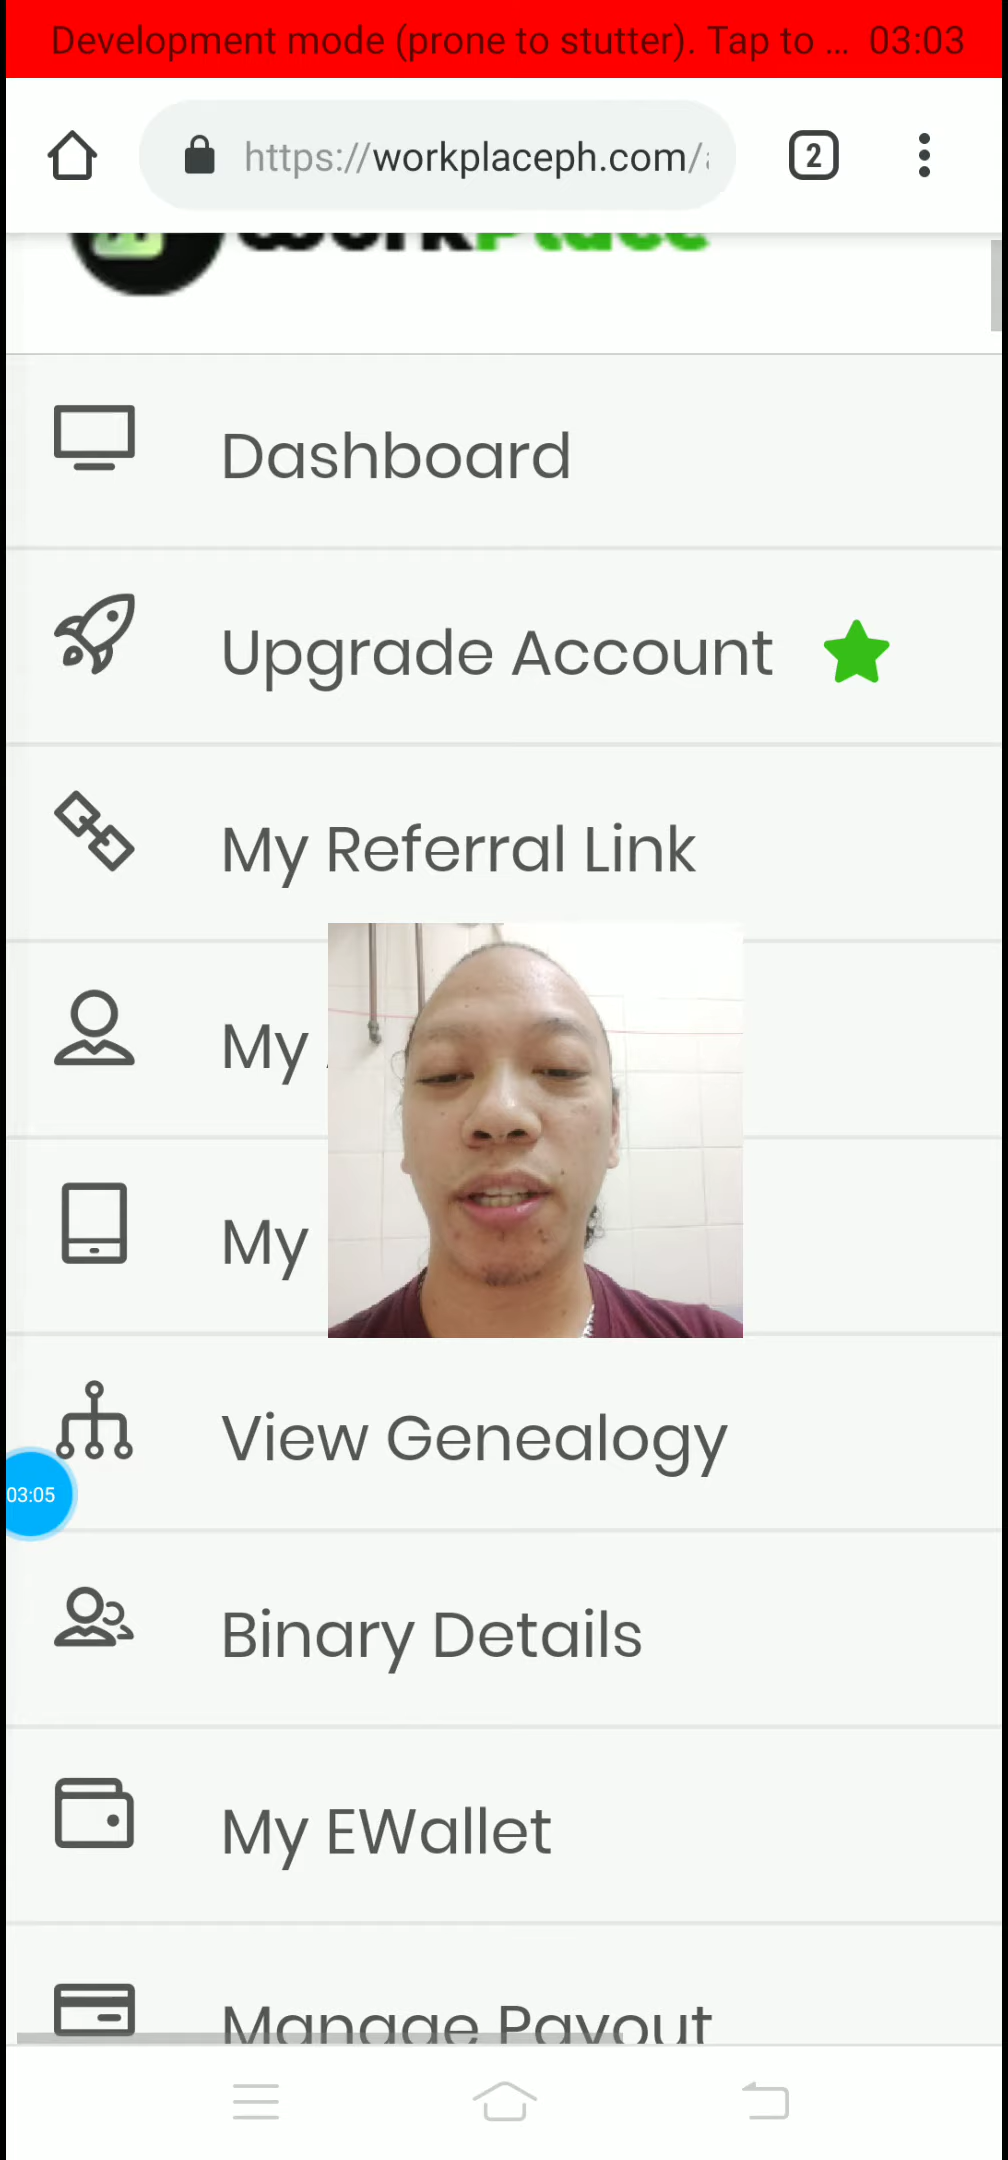 Development mode (prone to stutter). Tap to ... 03:03
https://workplaceph.com/
2
WorkPlace
Dashboard
Upgrade Account
My Referral Link
My
My
View Genealogy
03:05
Binary Details
My EWallet
Manage Payout